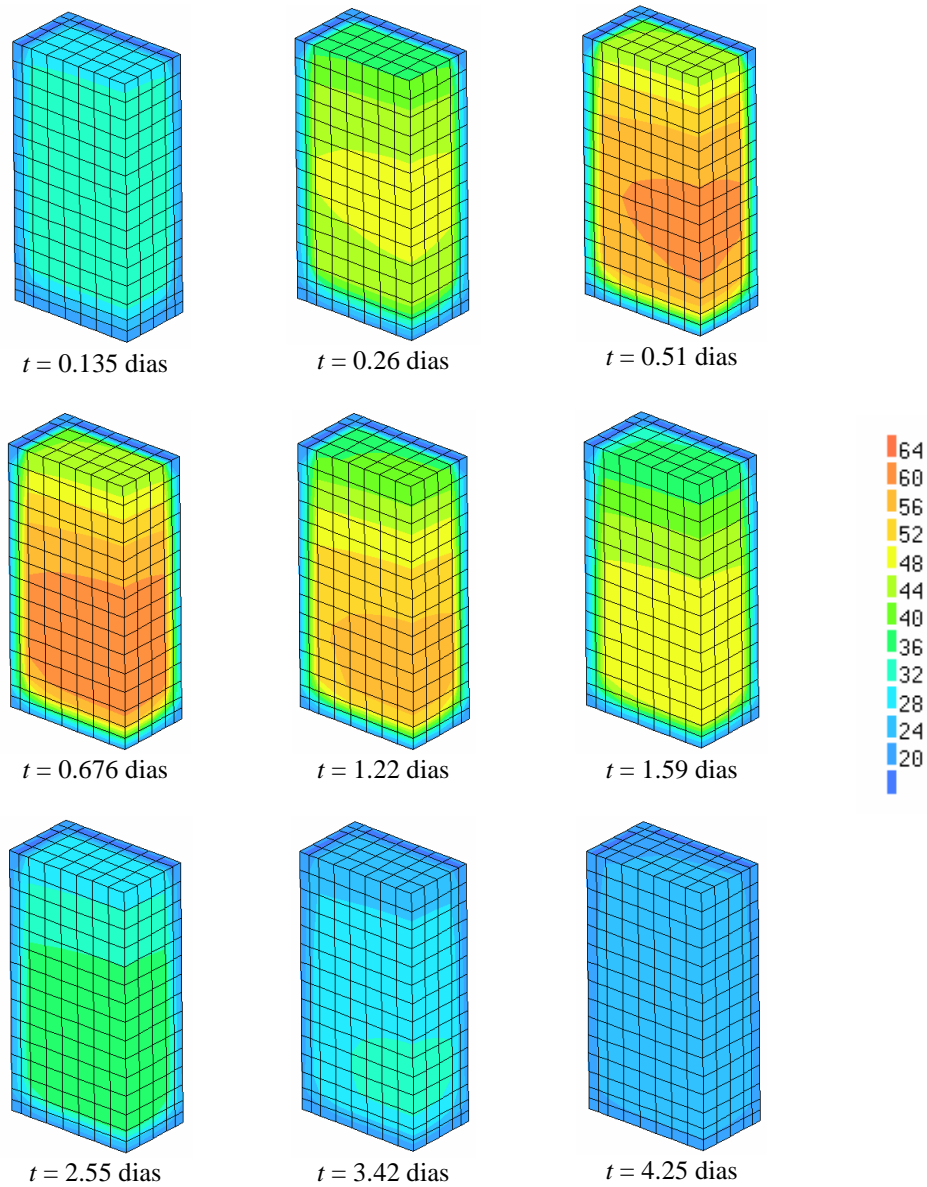 t = 0.135 dias
t = 0.26 dias
t = 0.51 dias
64
60
56
52
48
44
40
36
32
28
24
20
t = 0.676 dias
t = 1.22 dias
t = 1.59 dias
t = 2.55 dias
t = 3.42 dias
t = 4.25 dias